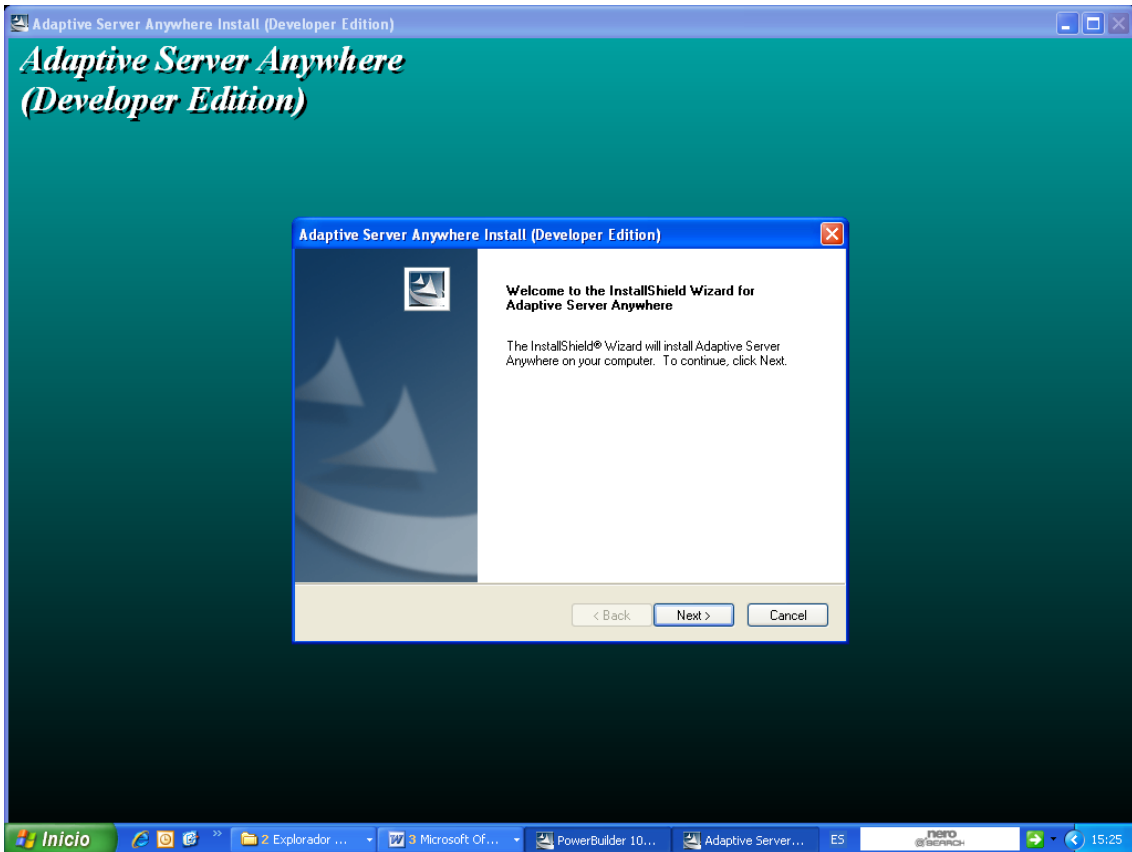 Adaptive Server Anywhere Install (Developer Edition)
Adaptive Server Anywhere
(Developer Edition)
Adaptive Server Anywhere Install (Developer Edition)
Welcome to the InstallShield Wizard for
Adaptive Server Anywhere
The InstallShield® Wizard will install Adaptive Server
Anywhere on your computer. To continue, click Next.
< Back
Next >
Cancel
Inicio
2 Explorador ...
3 Microsoft Of...
PowerBuilder 10...
Adaptive Server...
ES
nero
SEARCH
15:25